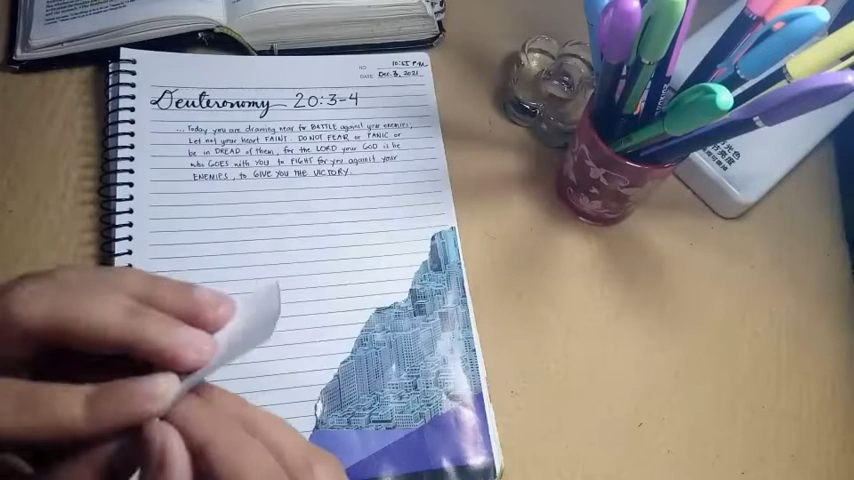 NO. 10:55 P.M.
DATE Dec. 3, 2021
Deuteronomy 20:3-4
...Today you are drawing near for BATTLE against your enemies,
Let not your heart FAINT. DO NOT FEAR or PANIC or
be in DREAD of them, for the LORD your GOD is he
who GOES with YOU to FIGHT for you against your
ENEMIES, to GIVE YOU the VICTORY.